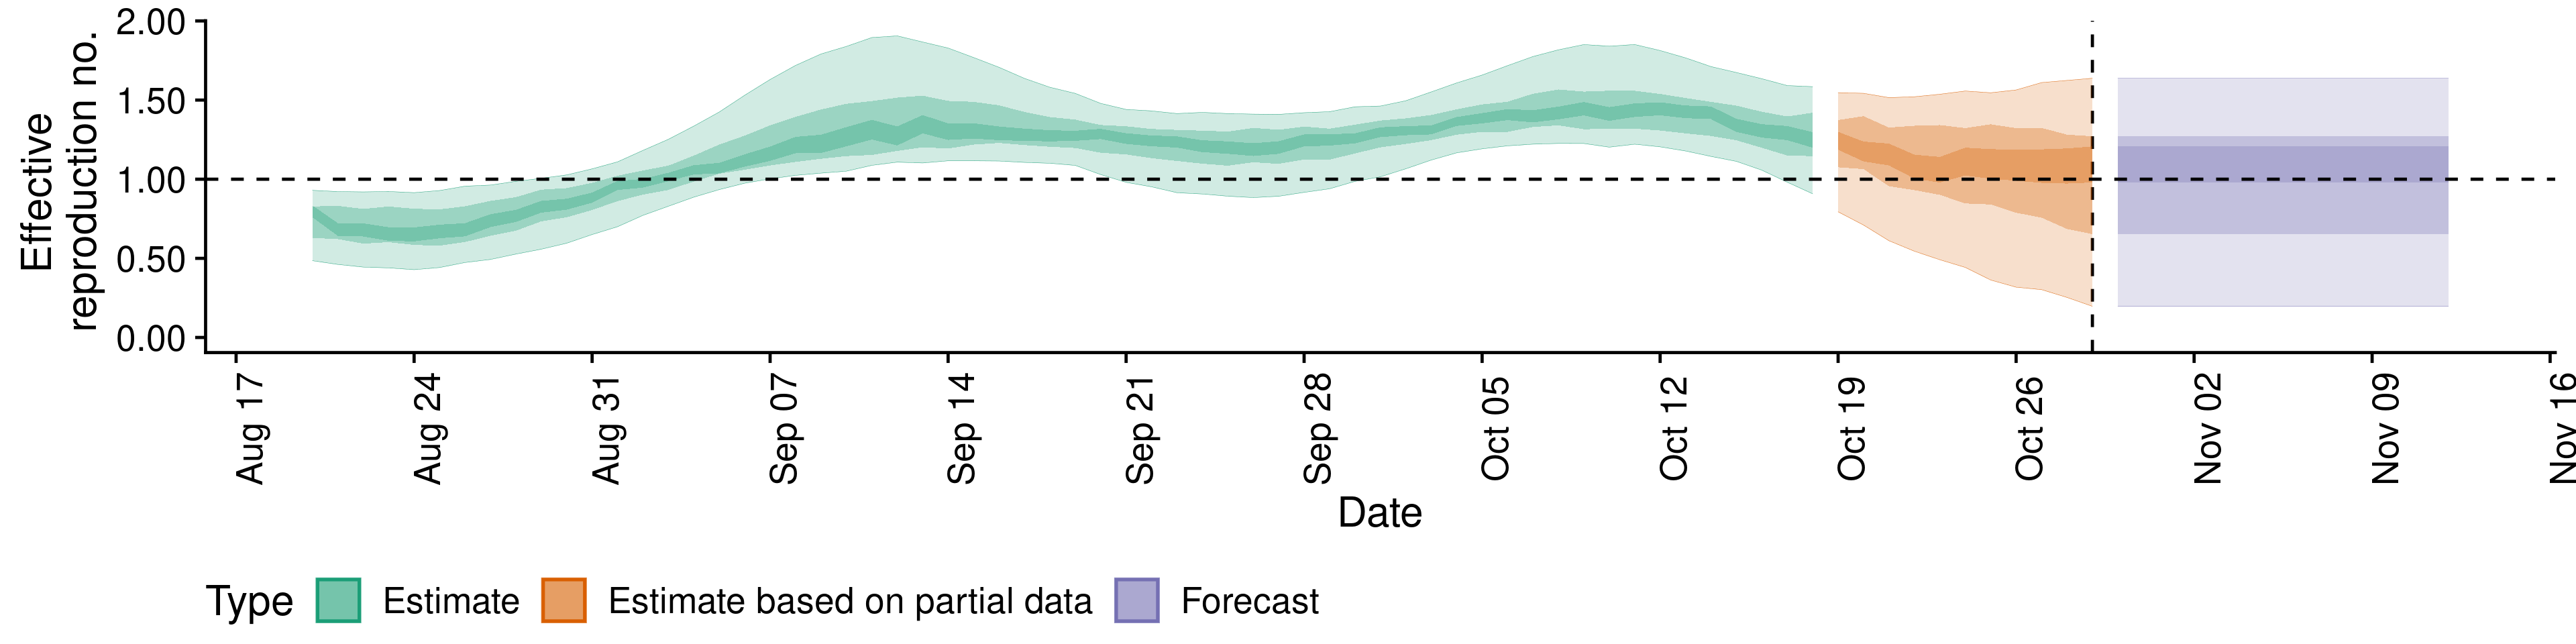 Effective
reproduction no.
2.00
1.50
1.00
0.50
0.00
Aug 17
Aug 24
Aug 31
Sep 07
Sep 14
Sep 21
Sep 28
Oct 05
Oct 12
Oct 19
Oct 26
Nov 02
Nov 09
Nov 16
Date
Type Estimate Estimate based on partial data Forecast